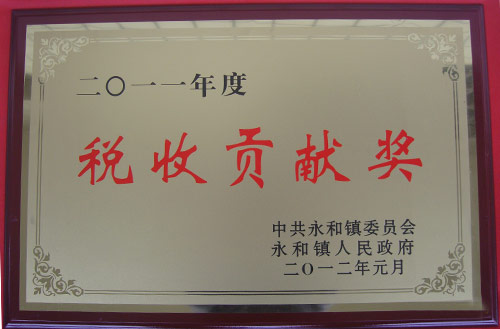 二〇一一年度
税收贡献奖
中共永和镇委员会
永和镇人民政府
二〇一二年元月